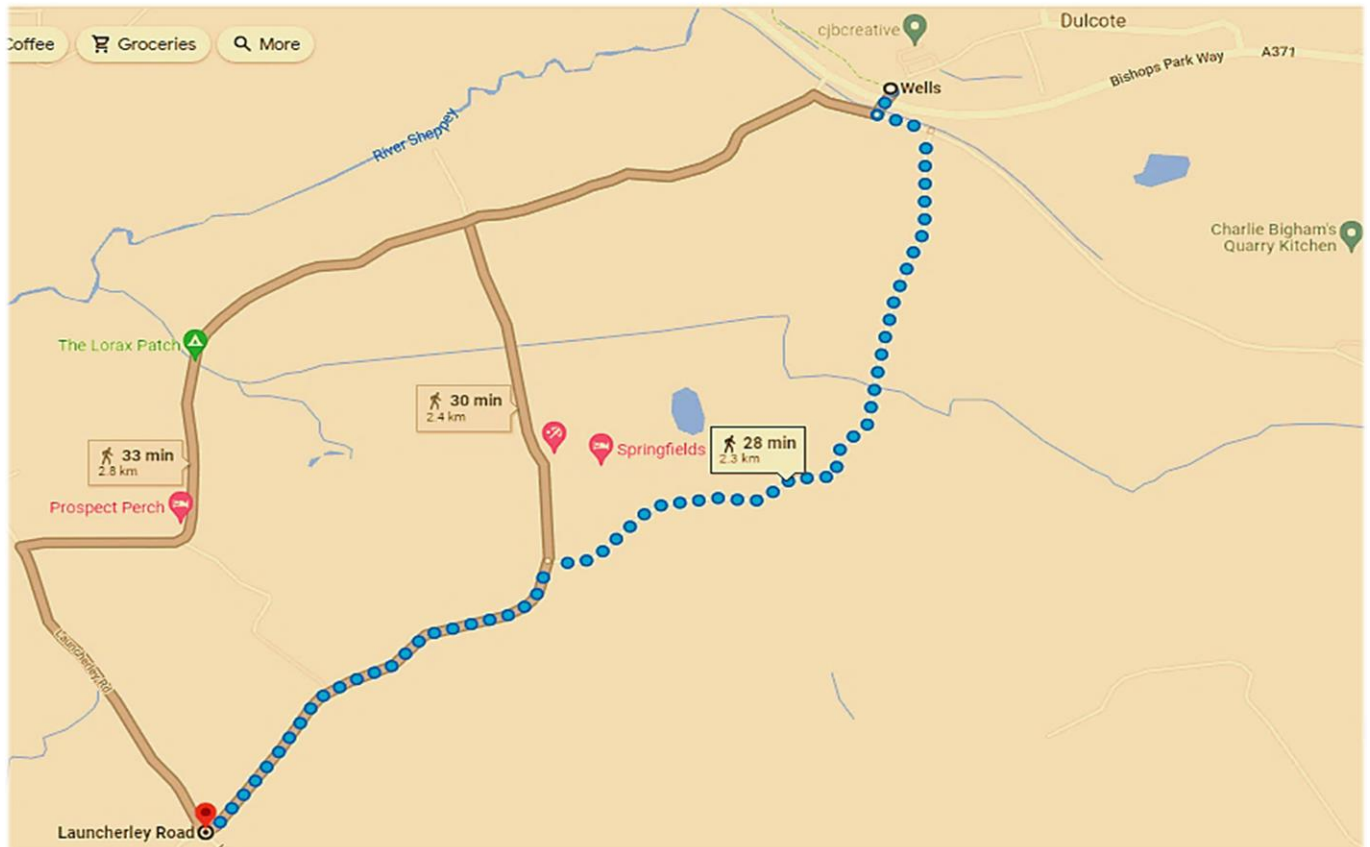 Coffee
Groceries
More
cjbcreative
Dulcote
A371
Bishops Park Way
Wells
River Sheppey
Charlie Bigham's
Quarry Kitchen
The Lorax Patch
30 min
2.4 km
33 min
2.8 km
Springfields
28 min
2.3 km
Prospect Perch
Launcherley Rd
Launcherley Road